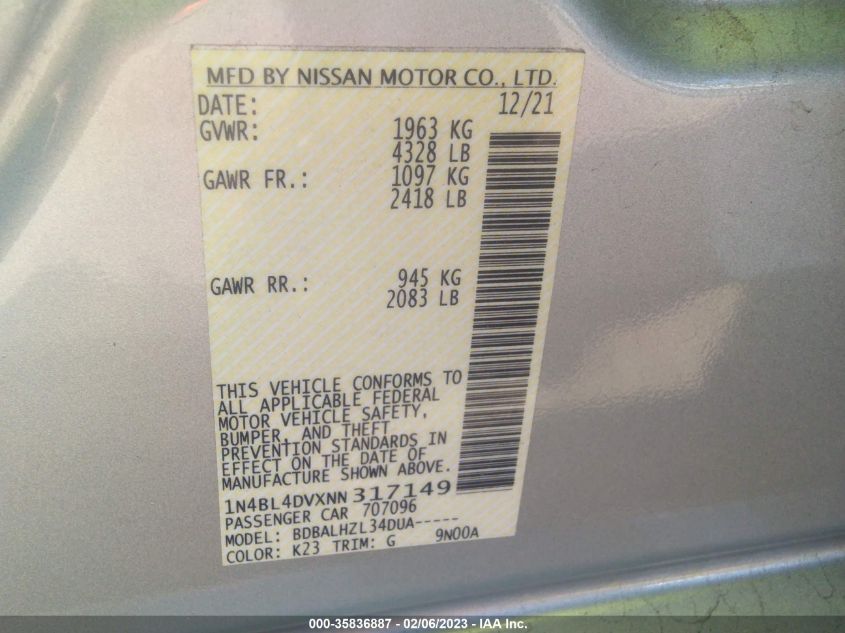 MFD BY NISSAN MOTOR CO., LTD.
DATE: 12/21
GVWR: 1963 KG
4328 LB
GAWR FR.: 1097 KG
2418 LB
GAWR RR.: 945 KG
2083 LB
THIS VEHICLE CONFORMS TO
ALL APPLICABLE FEDERAL
MOTOR VEHICLE SAFETY,
BUMPER, AND THEFT
PREVENTION STANDARDS IN
EFFECT ON THE DATE OF
MANUFACTURE SHOWN ABOVE.
1N4BL4DVXNN317149
PASSENGER CAR 707096
MODEL: BDBALHZL34DUA-----
COLOR: K23 TRIM: G 9N00A
000-35836887 - 02/06/2023 - IAA Inc.